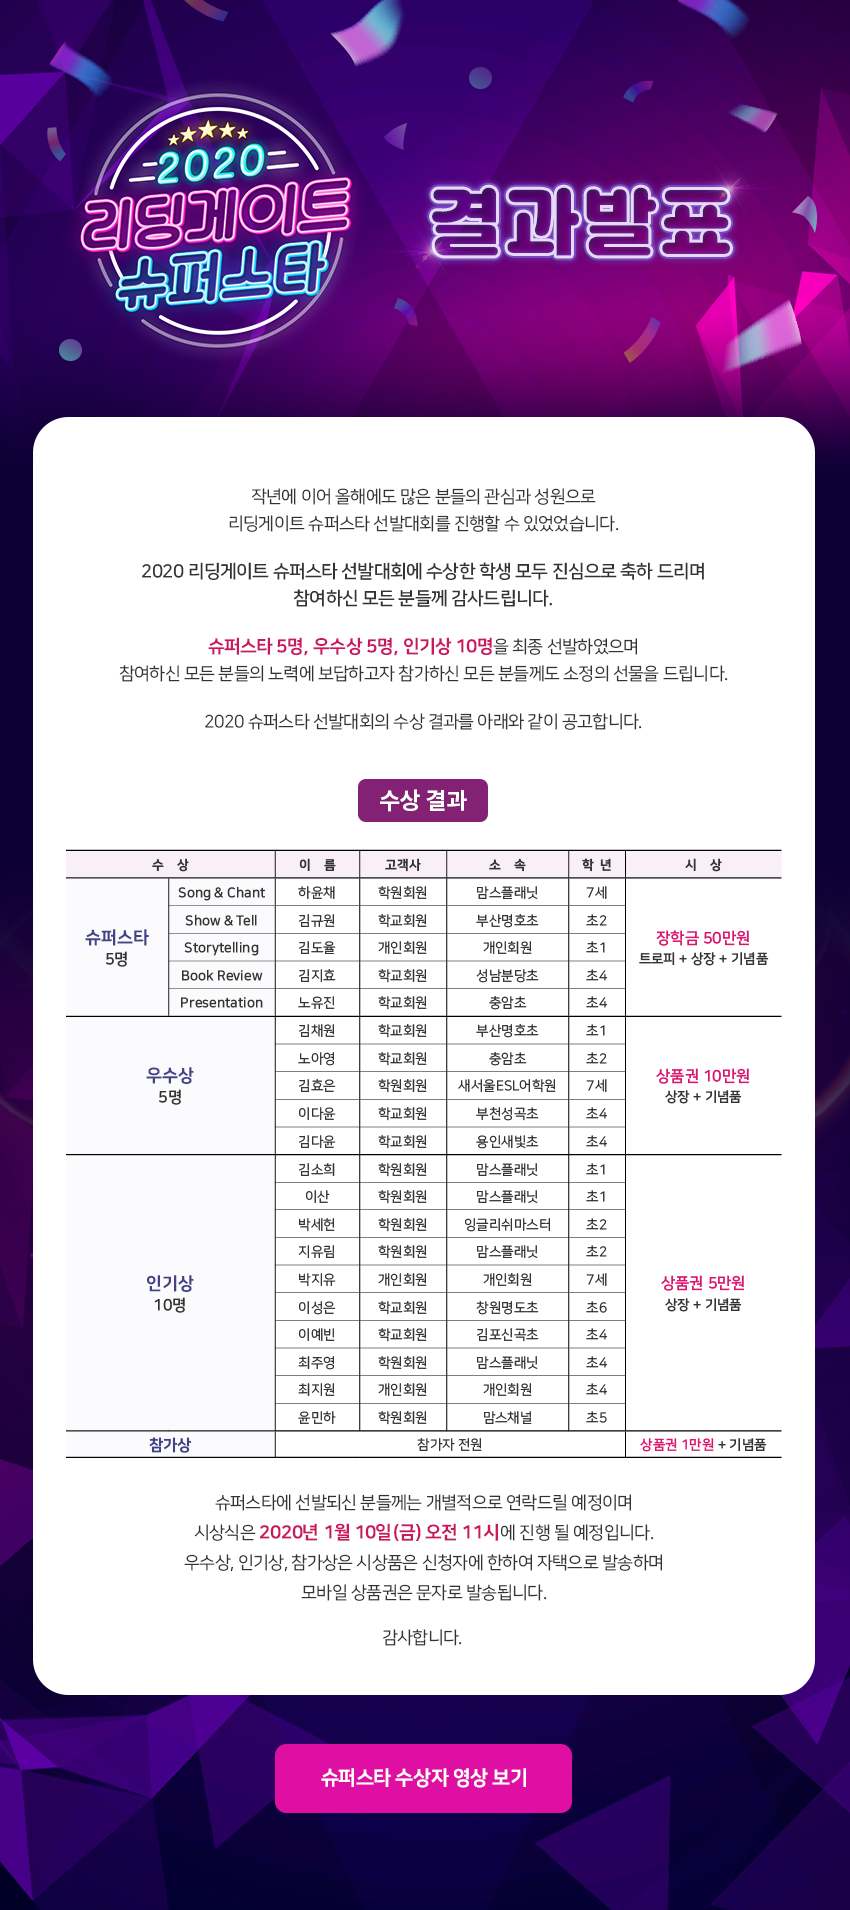 2020
리딩게이트
슈퍼스타
결과발표
작년에 이어 올해에도 많은 분들의 관심과 성원으로
리딩게이트 슈퍼스타 선발대회를 진행할 수 있었었습니다.
2020 리딩게이트 슈퍼스타 선발대회에 수상한 학생 모두 진심으로 축하 드리며
참여하신 모든 분들께 감사드립니다.
슈퍼스타 5명, 우수상 5명, 인기상 10명을 최종 선발하였으며
참여하신 모든 분들의 노력에 보답하고자 참가하신 모든 분들께도 소정의 선물을 드립니다.
2020 슈퍼스타 선발대회의 수상 결과를 아래와 같이 공고합니다.
수상 결과
수 상 이 름 고객사 소 속 학 년 시 상
슈퍼스타
5명
Song & Chant 하윤채 학원회원 맘스플래닛 7세
Show & Tell 김규원 학교회원 부산명호초 초2
Storytelling 김도율 개인회원 개인회원 초1
Book Review 김지효 학교회원 성남분당초 초4
Presentation 노유진 학교회원 충암초 초4
장학금 50만원
트로피 + 상장 + 기념품
우수상
5명
김채원 학교회원 부산명호초 초1
노아영 학교회원 충암초 초2
김효은 학원회원 새서울ESL어학원 7세
이다윤 학교회원 부천성곡초 초4
김다윤 학교회원 용인새빛초 초4
상품권 10만원
상장 + 기념품
인기상
10명
김소희 학원회원 맘스플래닛 초1
이산 학원회원 맘스플래닛 초1
박세헌 학원회원 잉글리쉬마스터 초2
지유림 학원회원 맘스플래닛 초2
박지유 개인회원 개인회원 7세
이성은 학교회원 창원명도초 초6
이예빈 학교회원 김포신곡초 초4
최주영 학원회원 맘스플래닛 초4
최지원 개인회원 개인회원 초4
윤민하 학원회원 맘스채널 초5
상품권 5만원
상장 + 기념품
참가상 참가자 전원 상품권 1만원 + 기념품
슈퍼스타에 선발되신 분들께는 개별적으로 연락드릴 예정이며
시상식은 2020년 1월 10일(금) 오전 11시에 진행 될 예정입니다.
우수상, 인기상, 참가상은 시상품은 신청자에 한하여 자택으로 발송하며
모바일 상품권은 문자로 발송됩니다.
감사합니다.
슈퍼스타 수상자 영상 보기